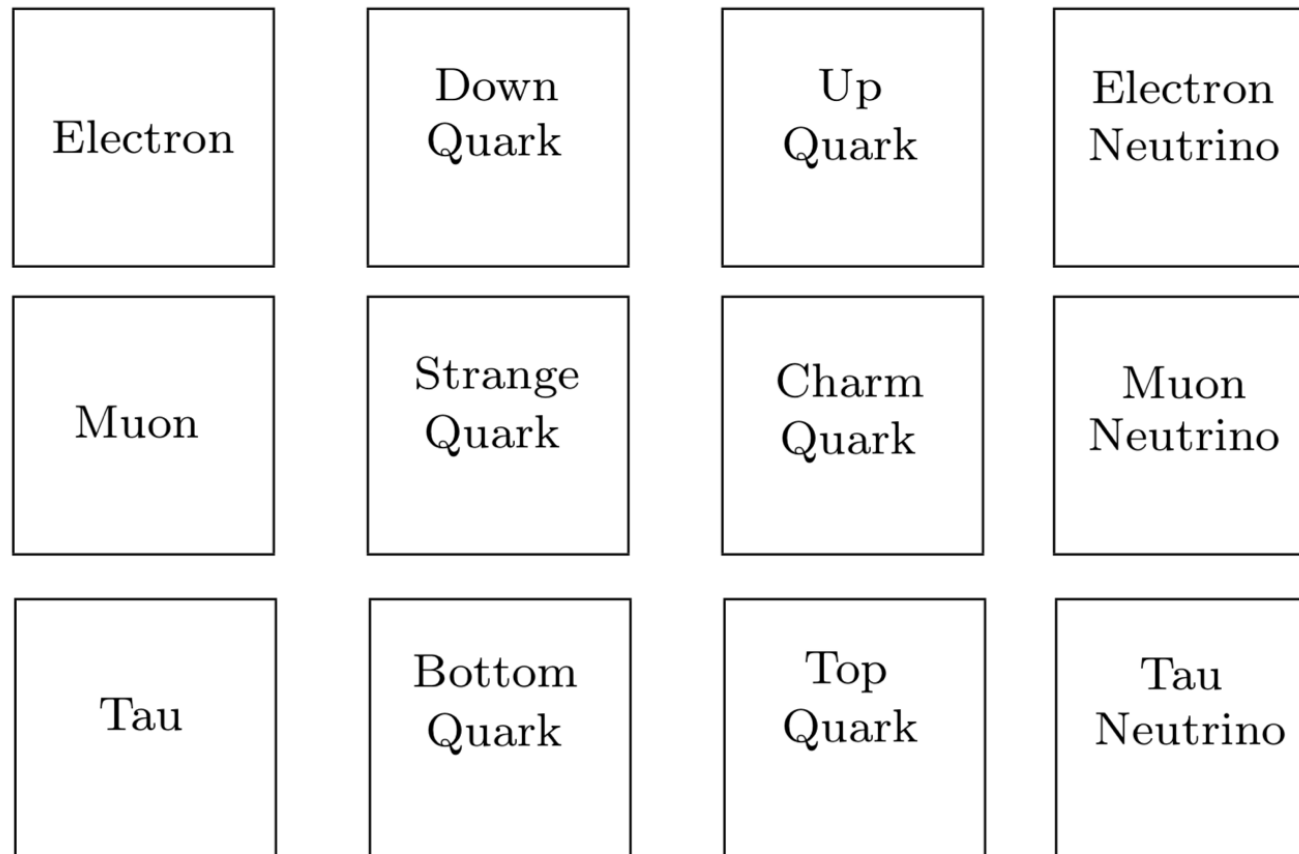 Electron
Down
Quark
Up
Quark
Electron
Neutrino
Muon
Strange
Quark
Charm
Quark
Muon
Neutrino
Tau
Bottom
Quark
Top
Quark
Tau
Neutrino